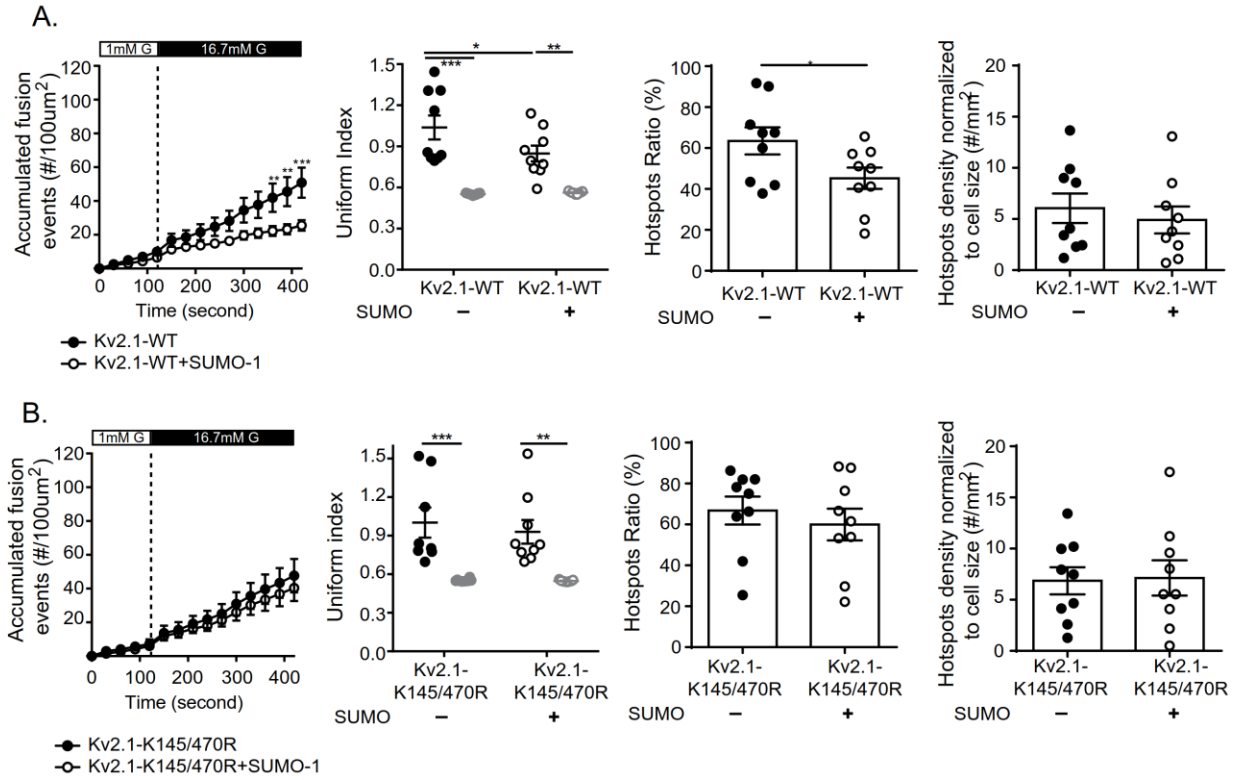 A.
1mM G 16.7mM G
Accumulated fusion
events (#/100um²)
120
100
80
60
40
20
0 100 200 300 400
Time (second)
** ** ***
Kv2.1-WT
Kv2.1-WT+SUMO-1
Uniform Index
1.5
1.2
0.9
0.6
0.3
0.0
* **
***
Kv2.1-WT Kv2.1-WT
SUMO – +
Hotspots Ratio (%)
100
80
60
40
20
0
*
Kv2.1-WT Kv2.1-WT
SUMO – +
Hotspots density normalized
to cell size (#/mm²)
20
15
10
5
0
Kv2.1-WT Kv2.1-WT
SUMO – +
B.
1mM G 16.7mM G
Accumulated fusion
events (#/100um²)
120
100
80
60
40
20
0 100 200 300 400
Time (second)
Kv2.1-K145/470R
Kv2.1-K145/470R+SUMO-1
Uniform index
1.5
1.2
0.9
0.6
0.3
0.0
*** **
Kv2.1- Kv2.1-
K145/470R K145/470R
SUMO – +
Hotspots Ratio (%)
100
80
60
40
20
0
Kv2.1- Kv2.1-
K145/470R K145/470R
SUMO – +
Hotspots density normalized
to cell size (#/mm²)
20
15
10
5
0
Kv2.1- Kv2.1-
K145/470R K145/470R
SUMO – +